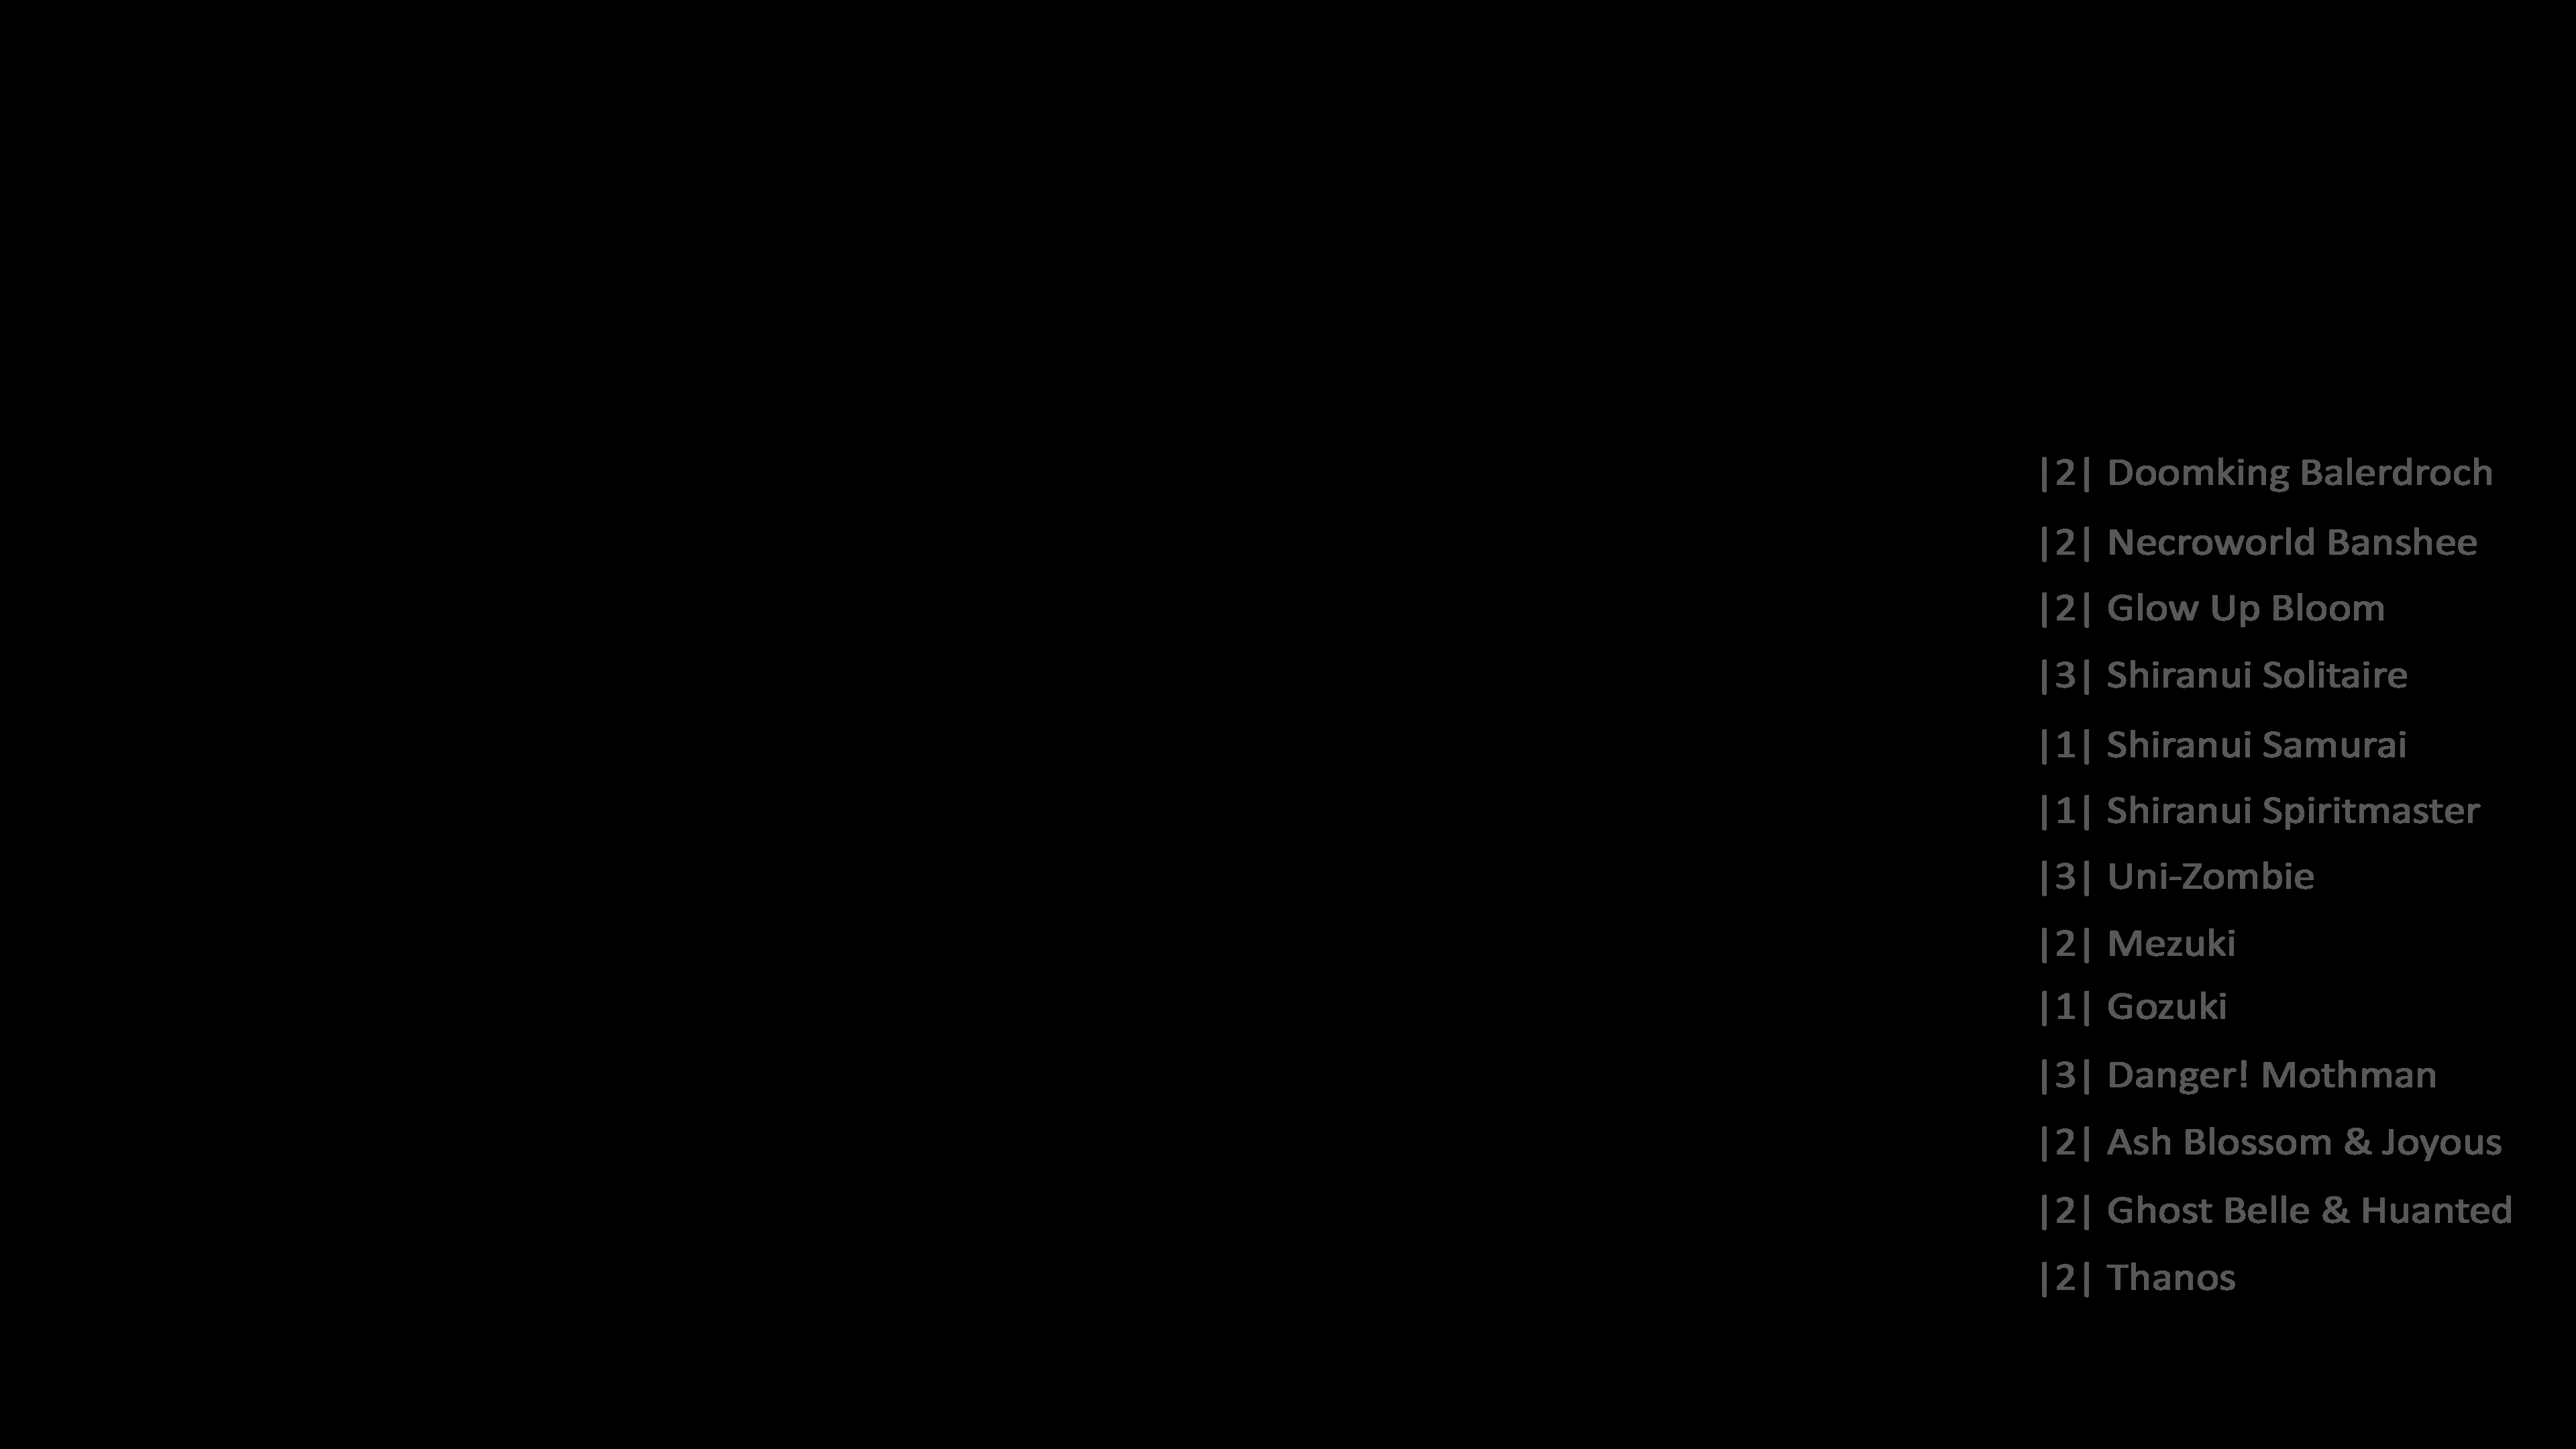 |2| Doomking Balerdroch
|2| Necroworld Banshee
|2| Glow Up Bloom
|3| Shiranui Solitaire
|1| Shiranui Samurai
|1| Shiranui Spiritmaster
|3| Uni-Zombie
|2| Mezuki
|1| Gozuki
|3| Danger! Mothman
|2| Ash Blossom & Joyous
|2| Ghost Belle & Huanted
|2| Thanos